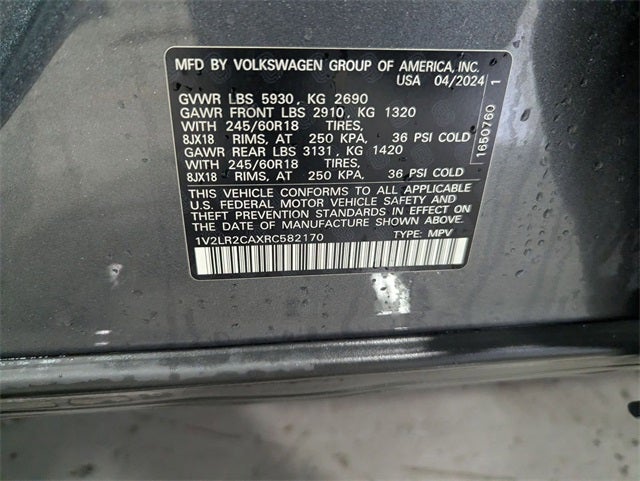 MFD BY VOLKSWAGEN GROUP OF AMERICA, INC.
USA 04/2024
GVWR LBS 5930, KG 2690
GAWR FRONT LBS 2910, KG 1320
WITH 245/60R18 TIRES,
8JX18 RIMS, AT 250 KPA, 36 PSI COLD
GAWR REAR LBS 3131, KG 1420
WITH 245/60R18 TIRES,
8JX18 RIMS, AT 250 KPA, 36 PSI COLD
THIS VEHICLE CONFORMS TO ALL APPLICABLE
U.S. FEDERAL MOTOR VEHICLE SAFETY AND
THEFT PREVENTION STANDARDS IN EFFECT ON
THE DATE OF MANUFACTURE SHOWN ABOVE.
1V2LR2CAXRC582170 TYPE: MPV
1650760 1